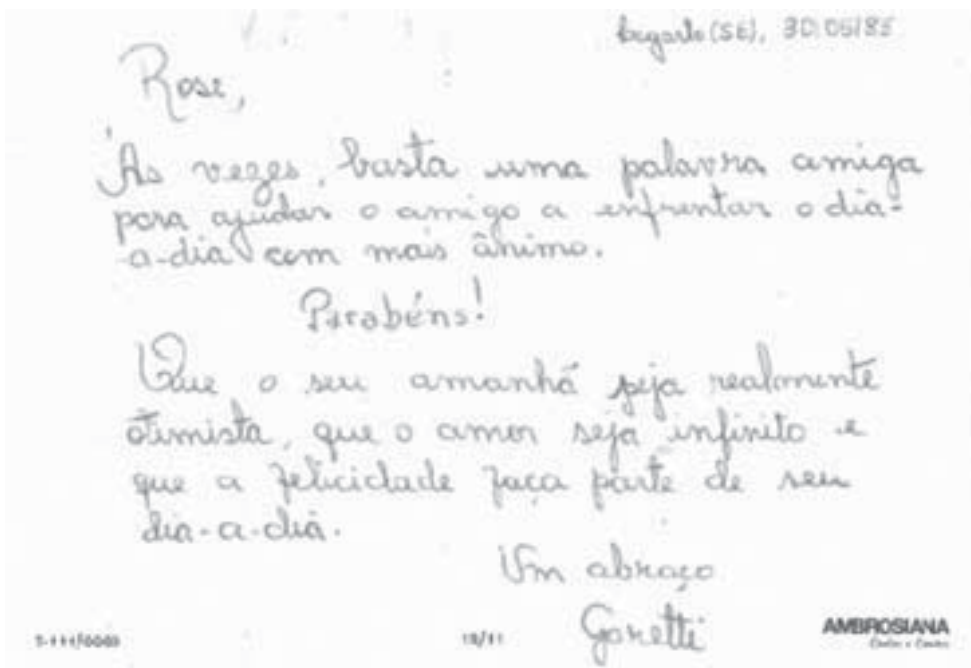 Lagarto (SE), 30/05/85
Rose,
Às vezes, basta uma palavra amiga
para ajudar o amigo a enfrentar o dia-
-a-dia com mais ânimo.
Parabéns!
Que o seu amanhã seja realmente
otimista, que o amor seja infinito e
que a felicidade faça parte de seu
dia-a-dia.
Um abraço
Goretti
AMBROSIANA